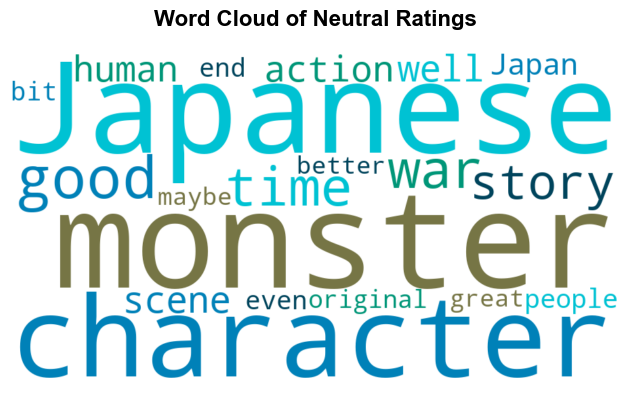 Word Cloud of Neutral Ratings
human end action well Japan
bit
Japanese
good time better war story
maybe
monster
scene even original great people
character